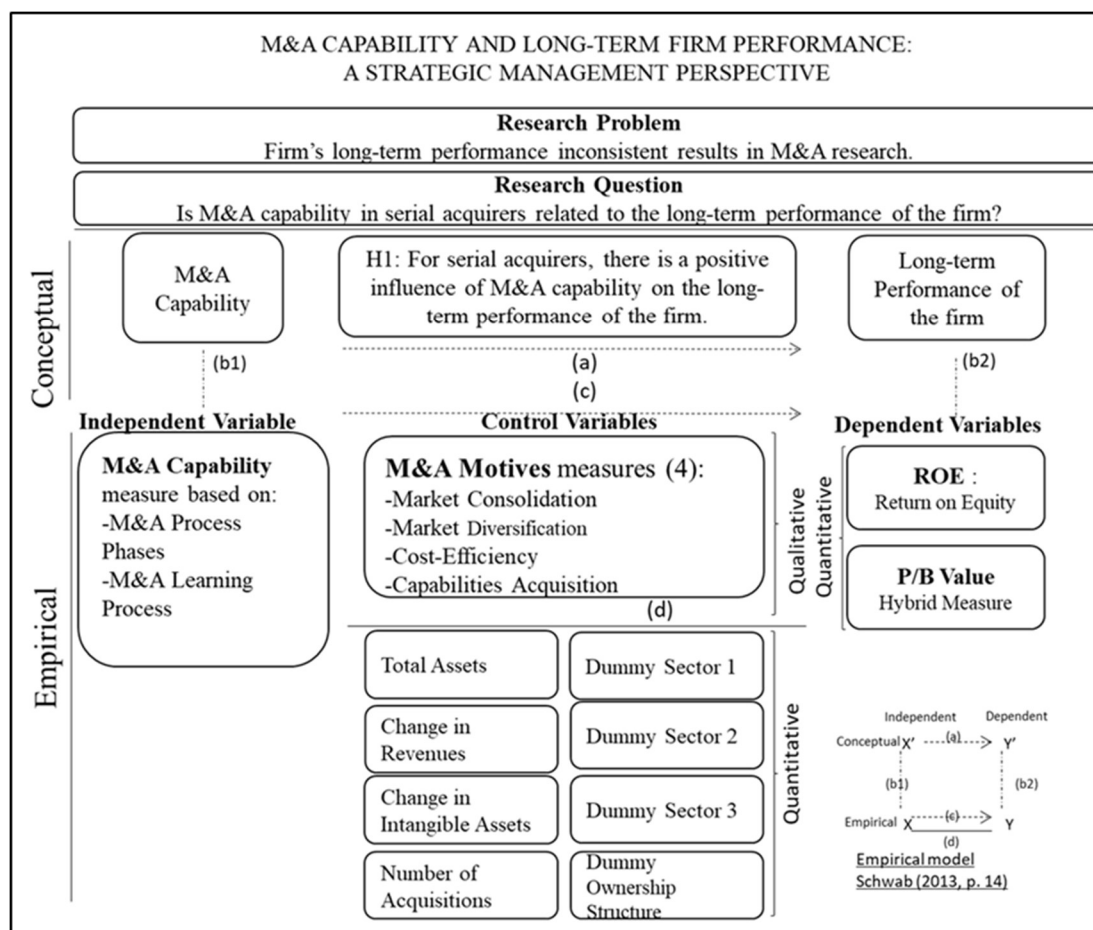 M&A CAPABILITY AND LONG-TERM FIRM PERFORMANCE:
A STRATEGIC MANAGEMENT PERSPECTIVE
Research Problem
Firm's long-term performance inconsistent results in M&A research.
Research Question
Is M&A capability in serial acquirers related to the long-term performance of the firm?
Conceptual
M&A
Capability
H1: For serial acquirers, there is a positive
influence of M&A capability on the long-
term performance of the firm.
Long-term
Performance of
the firm
(b1)
(a)
(b2)
(c)
Empirical
Independent Variable
M&A Capability
measure based on:
-M&A Process
Phases
-M&A Learning
Process
Control Variables
M&A Motives measures (4):
-Market Consolidation
-Market Diversification
-Cost-Efficiency
-Capabilities Acquisition
(d)
Qualitative
Quantitative
Dependent Variables
ROE :
Return on Equity
P/B Value
Hybrid Measure
Total Assets
Dummy Sector 1
Change in
Revenues
Dummy Sector 2
Change in
Intangible Assets
Dummy Sector 3
Number of
Acquisitions
Dummy
Ownership
Structure
Quantitative
Independent Dependent
Conceptual X' (a) Y'
(b1) (b2)
Empirical X (c) Y
(d)
Empirical model
Schwab (2013, p. 14)